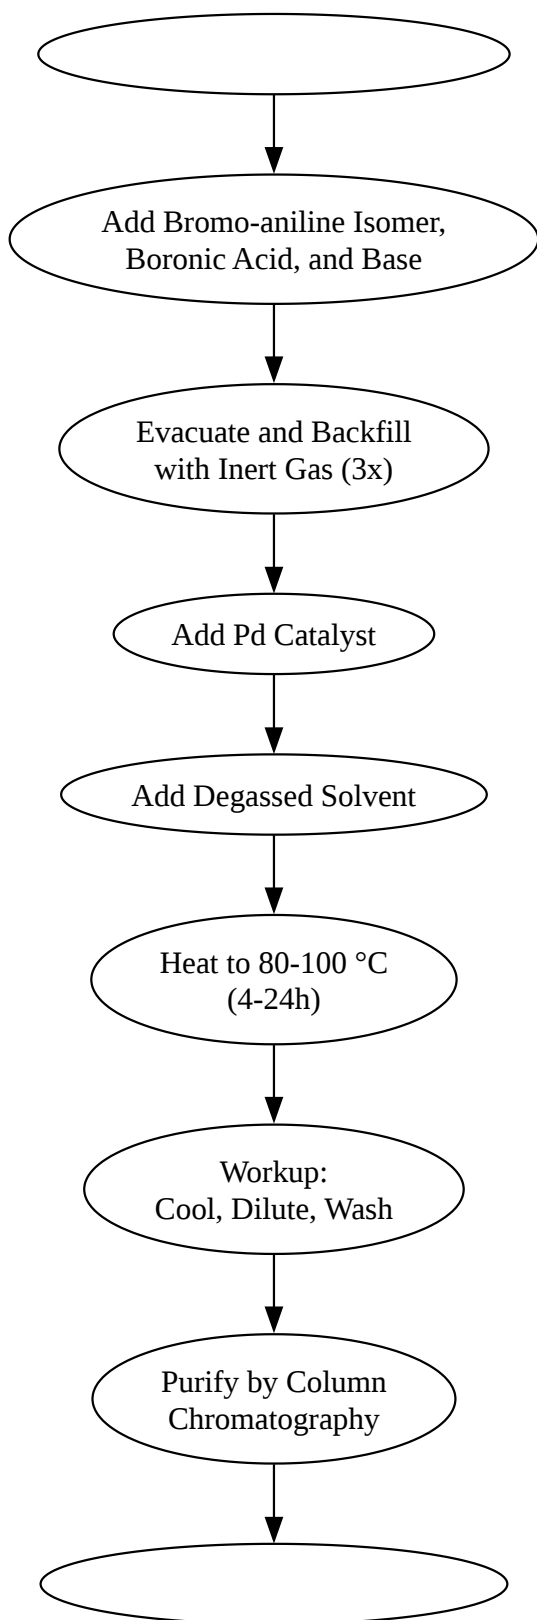 Add Bromo-aniline Isomer,
Boronic Acid, and Base
Evacuate and Backfill
with Inert Gas (3x)
Add Pd Catalyst
Add Degassed Solvent
Heat to 80-100 °C
(4-24h)
Workup:
Cool, Dilute, Wash
Purify by Column
Chromatography